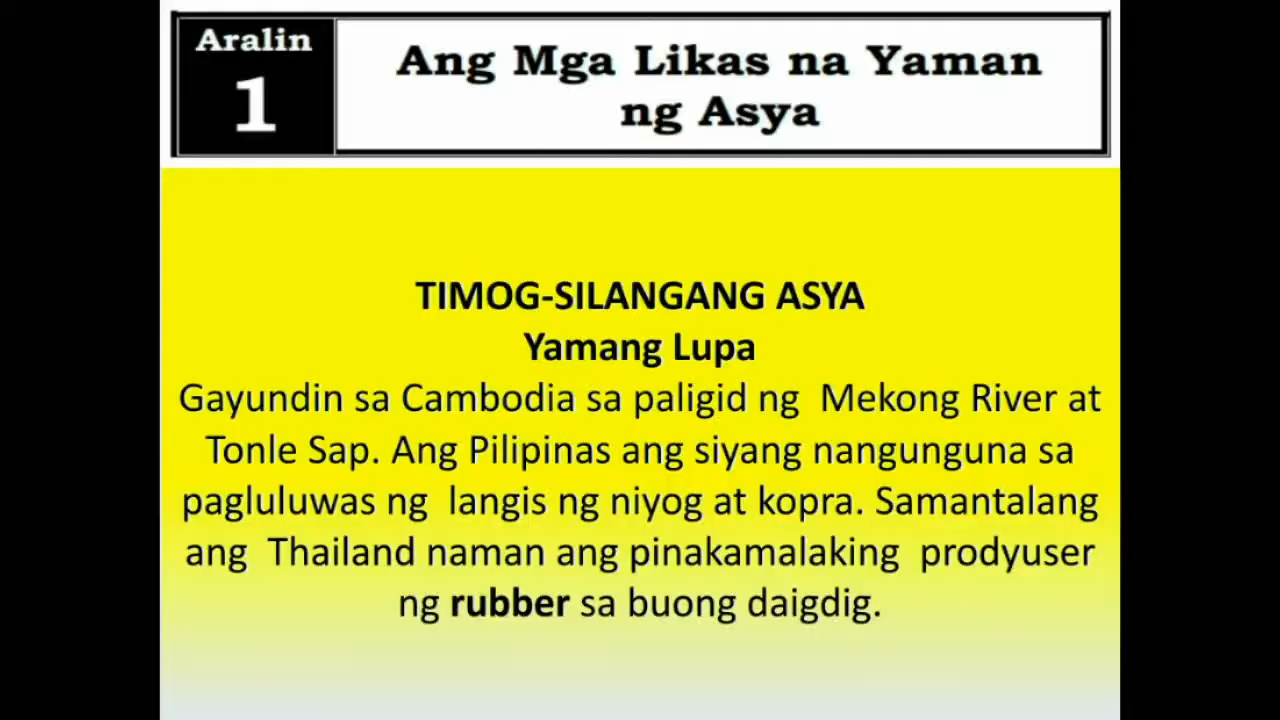 Aralin
1
Ang Mga Likas na Yaman
ng Asya
TIMOG-SILANGANG ASYA
Yamang Lupa
Gayundin sa Cambodia sa paligid ng Mekong River at
Tonle Sap. Ang Pilipinas ang siyang nangunguna sa
pagluluwas ng langis ng niyog at kopra. Samantalang
ang Thailand naman ang pinakamalaking prodyuser
ng rubber sa buong daigdig.